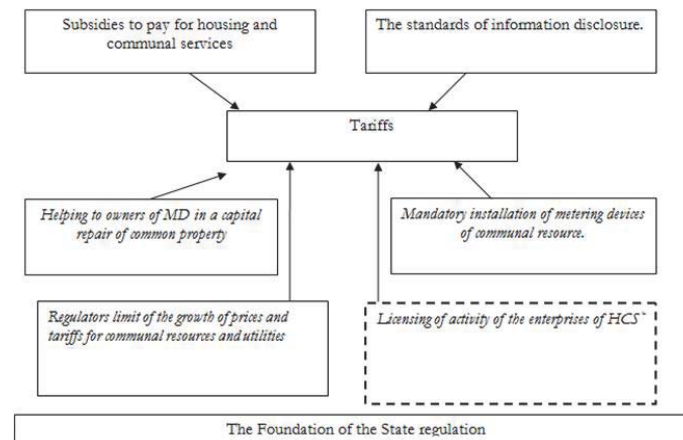 Subsidies to pay for housing and
communal services
The standards of information disclosure.
Tariffs
Helping to owners of MD in a capital
repair of common property
Mandatory installation of metering devices
of communal resource.
Regulators limit of the growth of prices and
tariffs for communal resources and utilities
Licensing of activity of the enterprises of HCS*
The Foundation of the State regulation